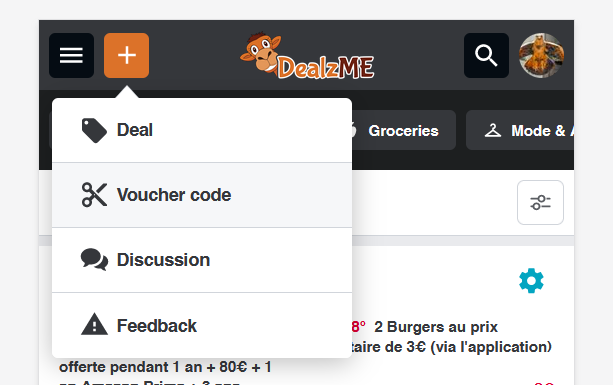 DealzME
Deal
Groceries
Mode &
Voucher code
Discussion
Feedback
8° 2 Burgers au prix
taire de 3€ (via l'application)
offerte pendant 1 an + 80€ + 1